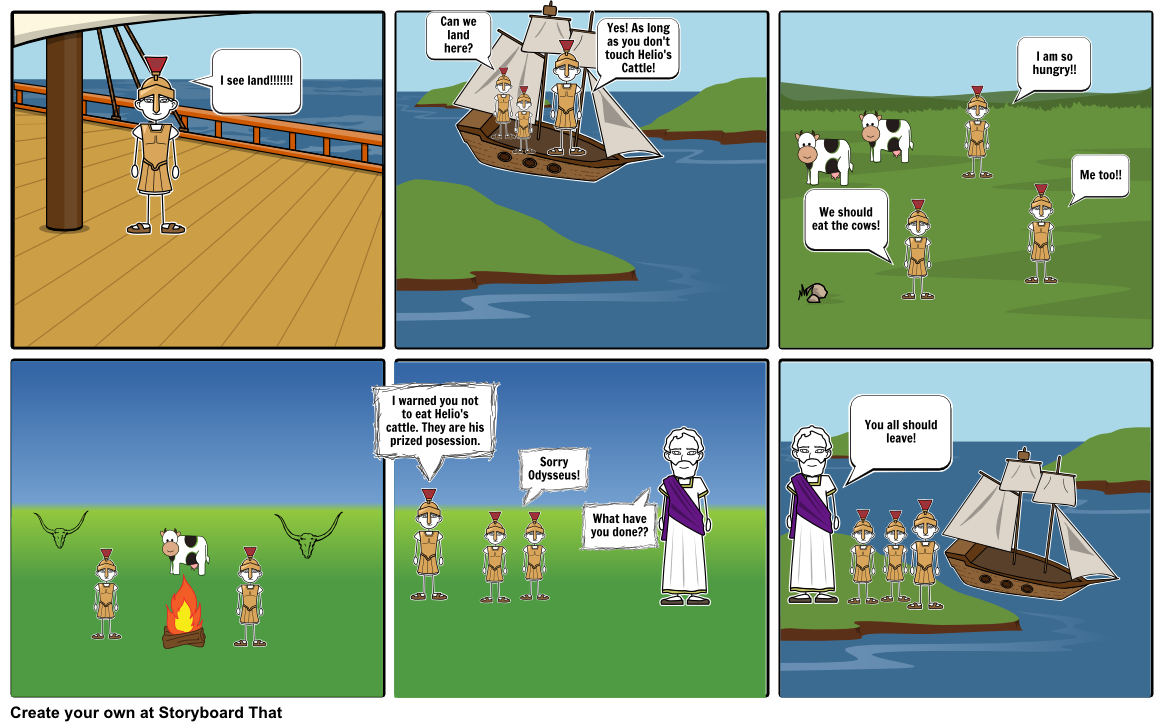 I see land!!!!!!!
Can we
land
here?
Yes! As long
as you don't
touch Helio's
Cattle!
I am so
hungry!!
Me too!!
We should
eat the cows!
I warned you not
to eat Helio's
cattle. They are his
prized posession.
Sorry
Odysseus!
What have
you done??
You all should
leave!
Create your own at Storyboard That